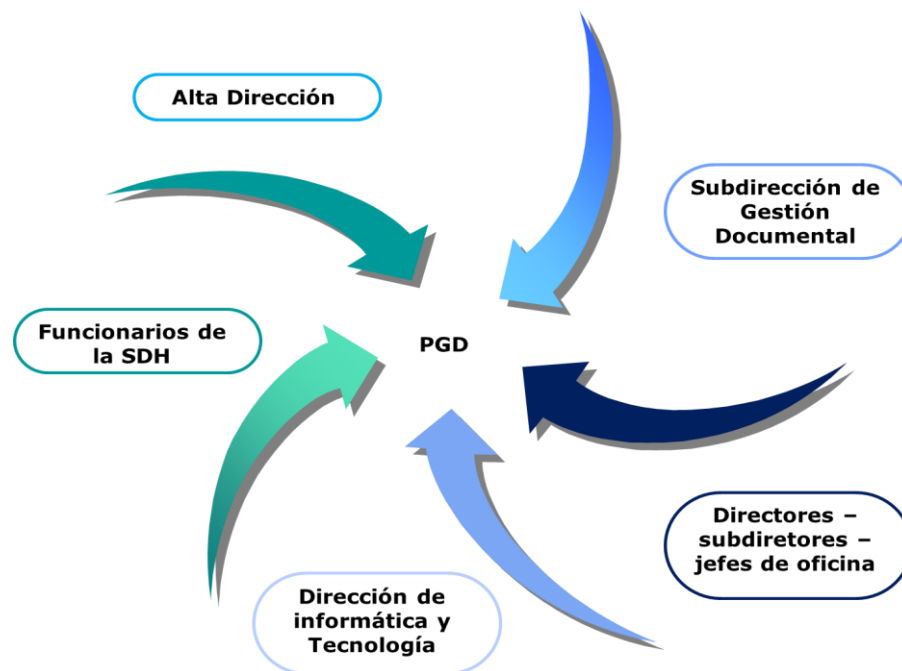 Alta Dirección
Subdirección de
Gestión
Documental
Funcionarios de
la SDH
PGD
Directores –
subdiretores –
jefes de oficina
Dirección de
informática y
Tecnología